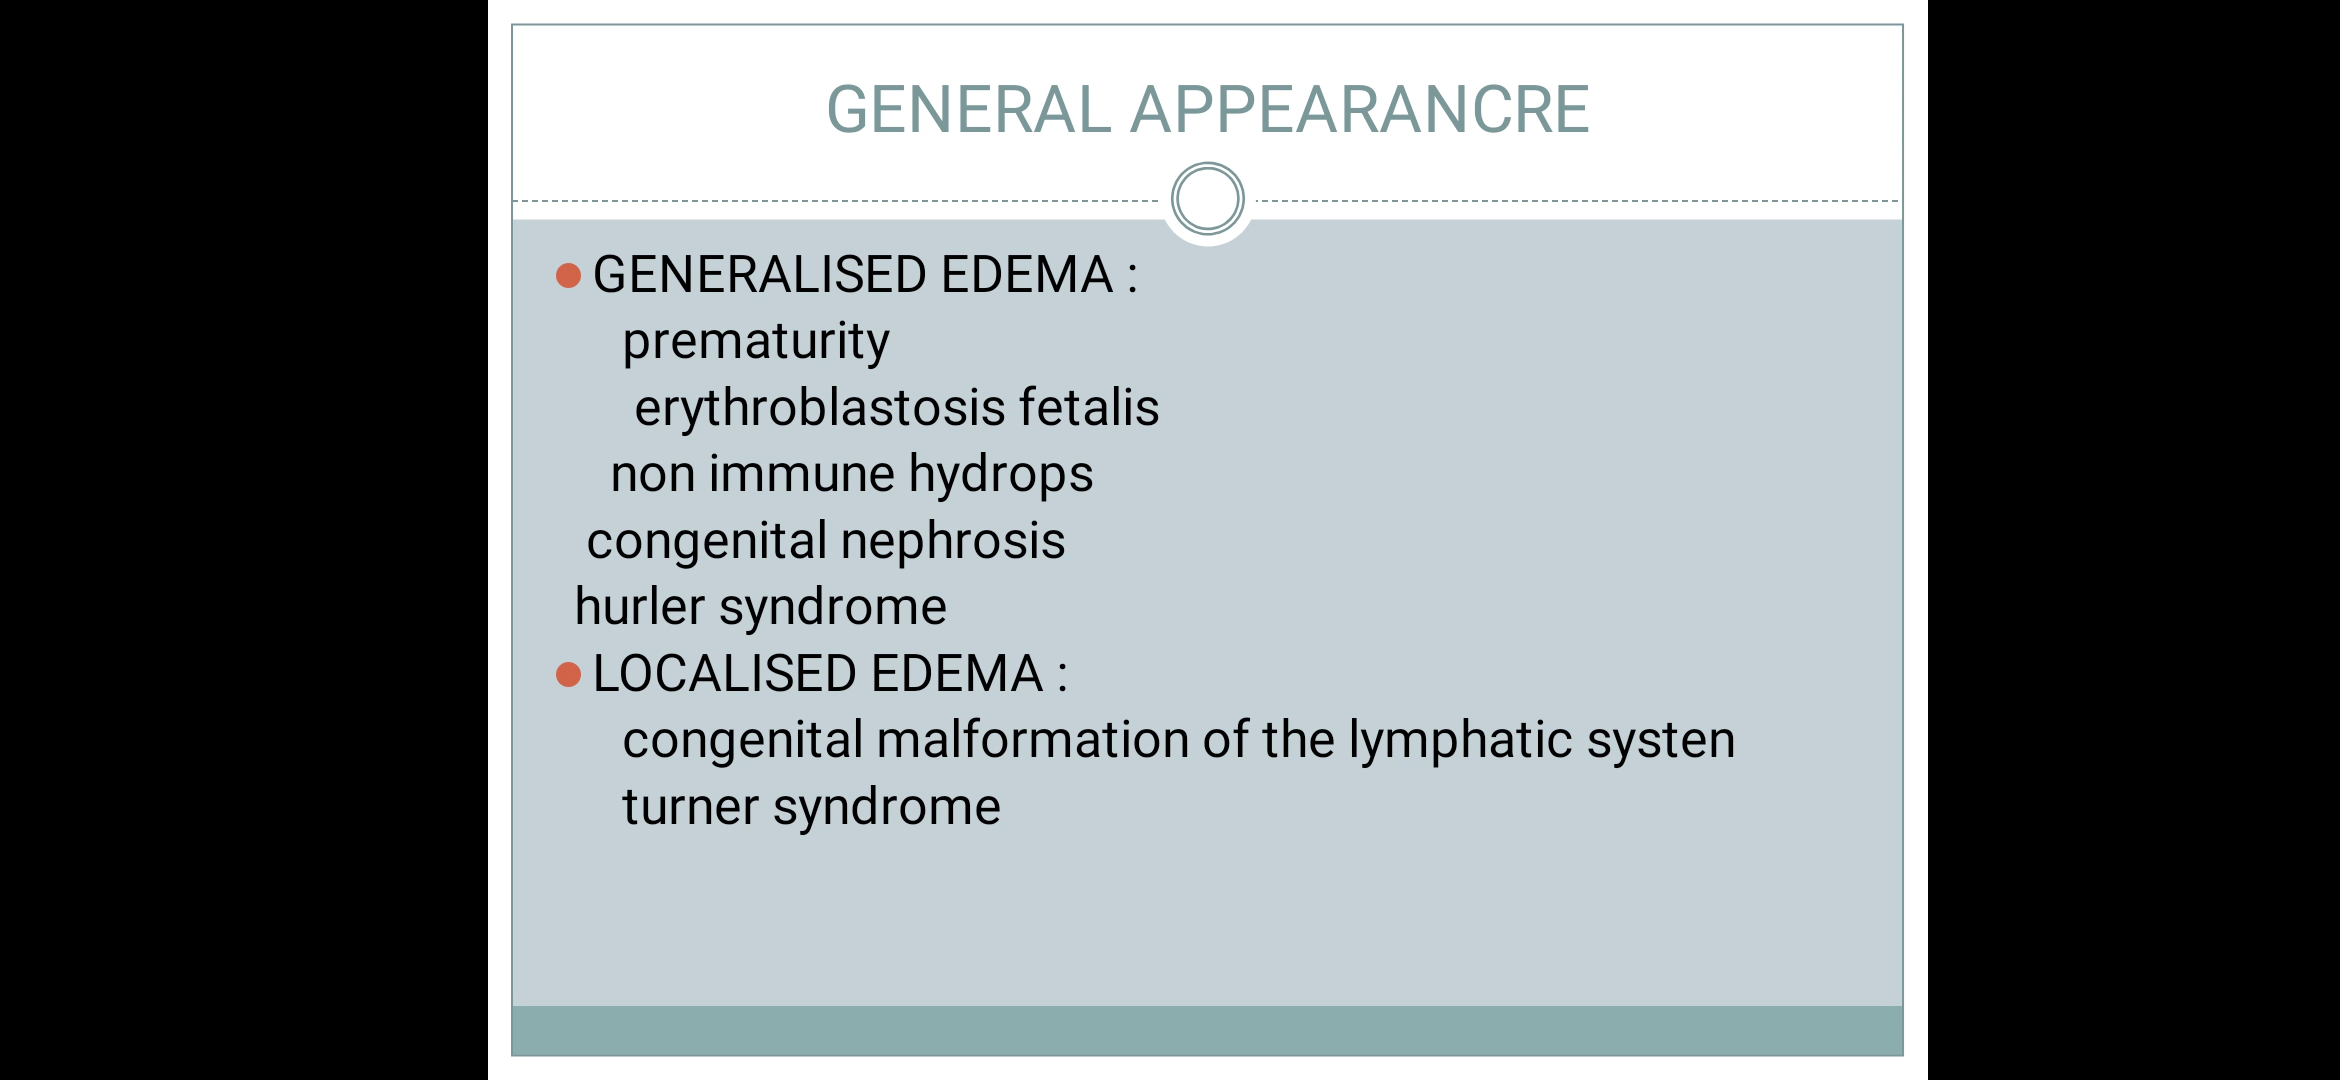 GENERAL APPEARANCRE
GENERALISED EDEMA :
prematurity
erythroblastosis fetalis
non immune hydrops
congenital nephrosis
hurler syndrome
LOCALISED EDEMA :
congenital malformation of the lymphatic systen
turner syndrome